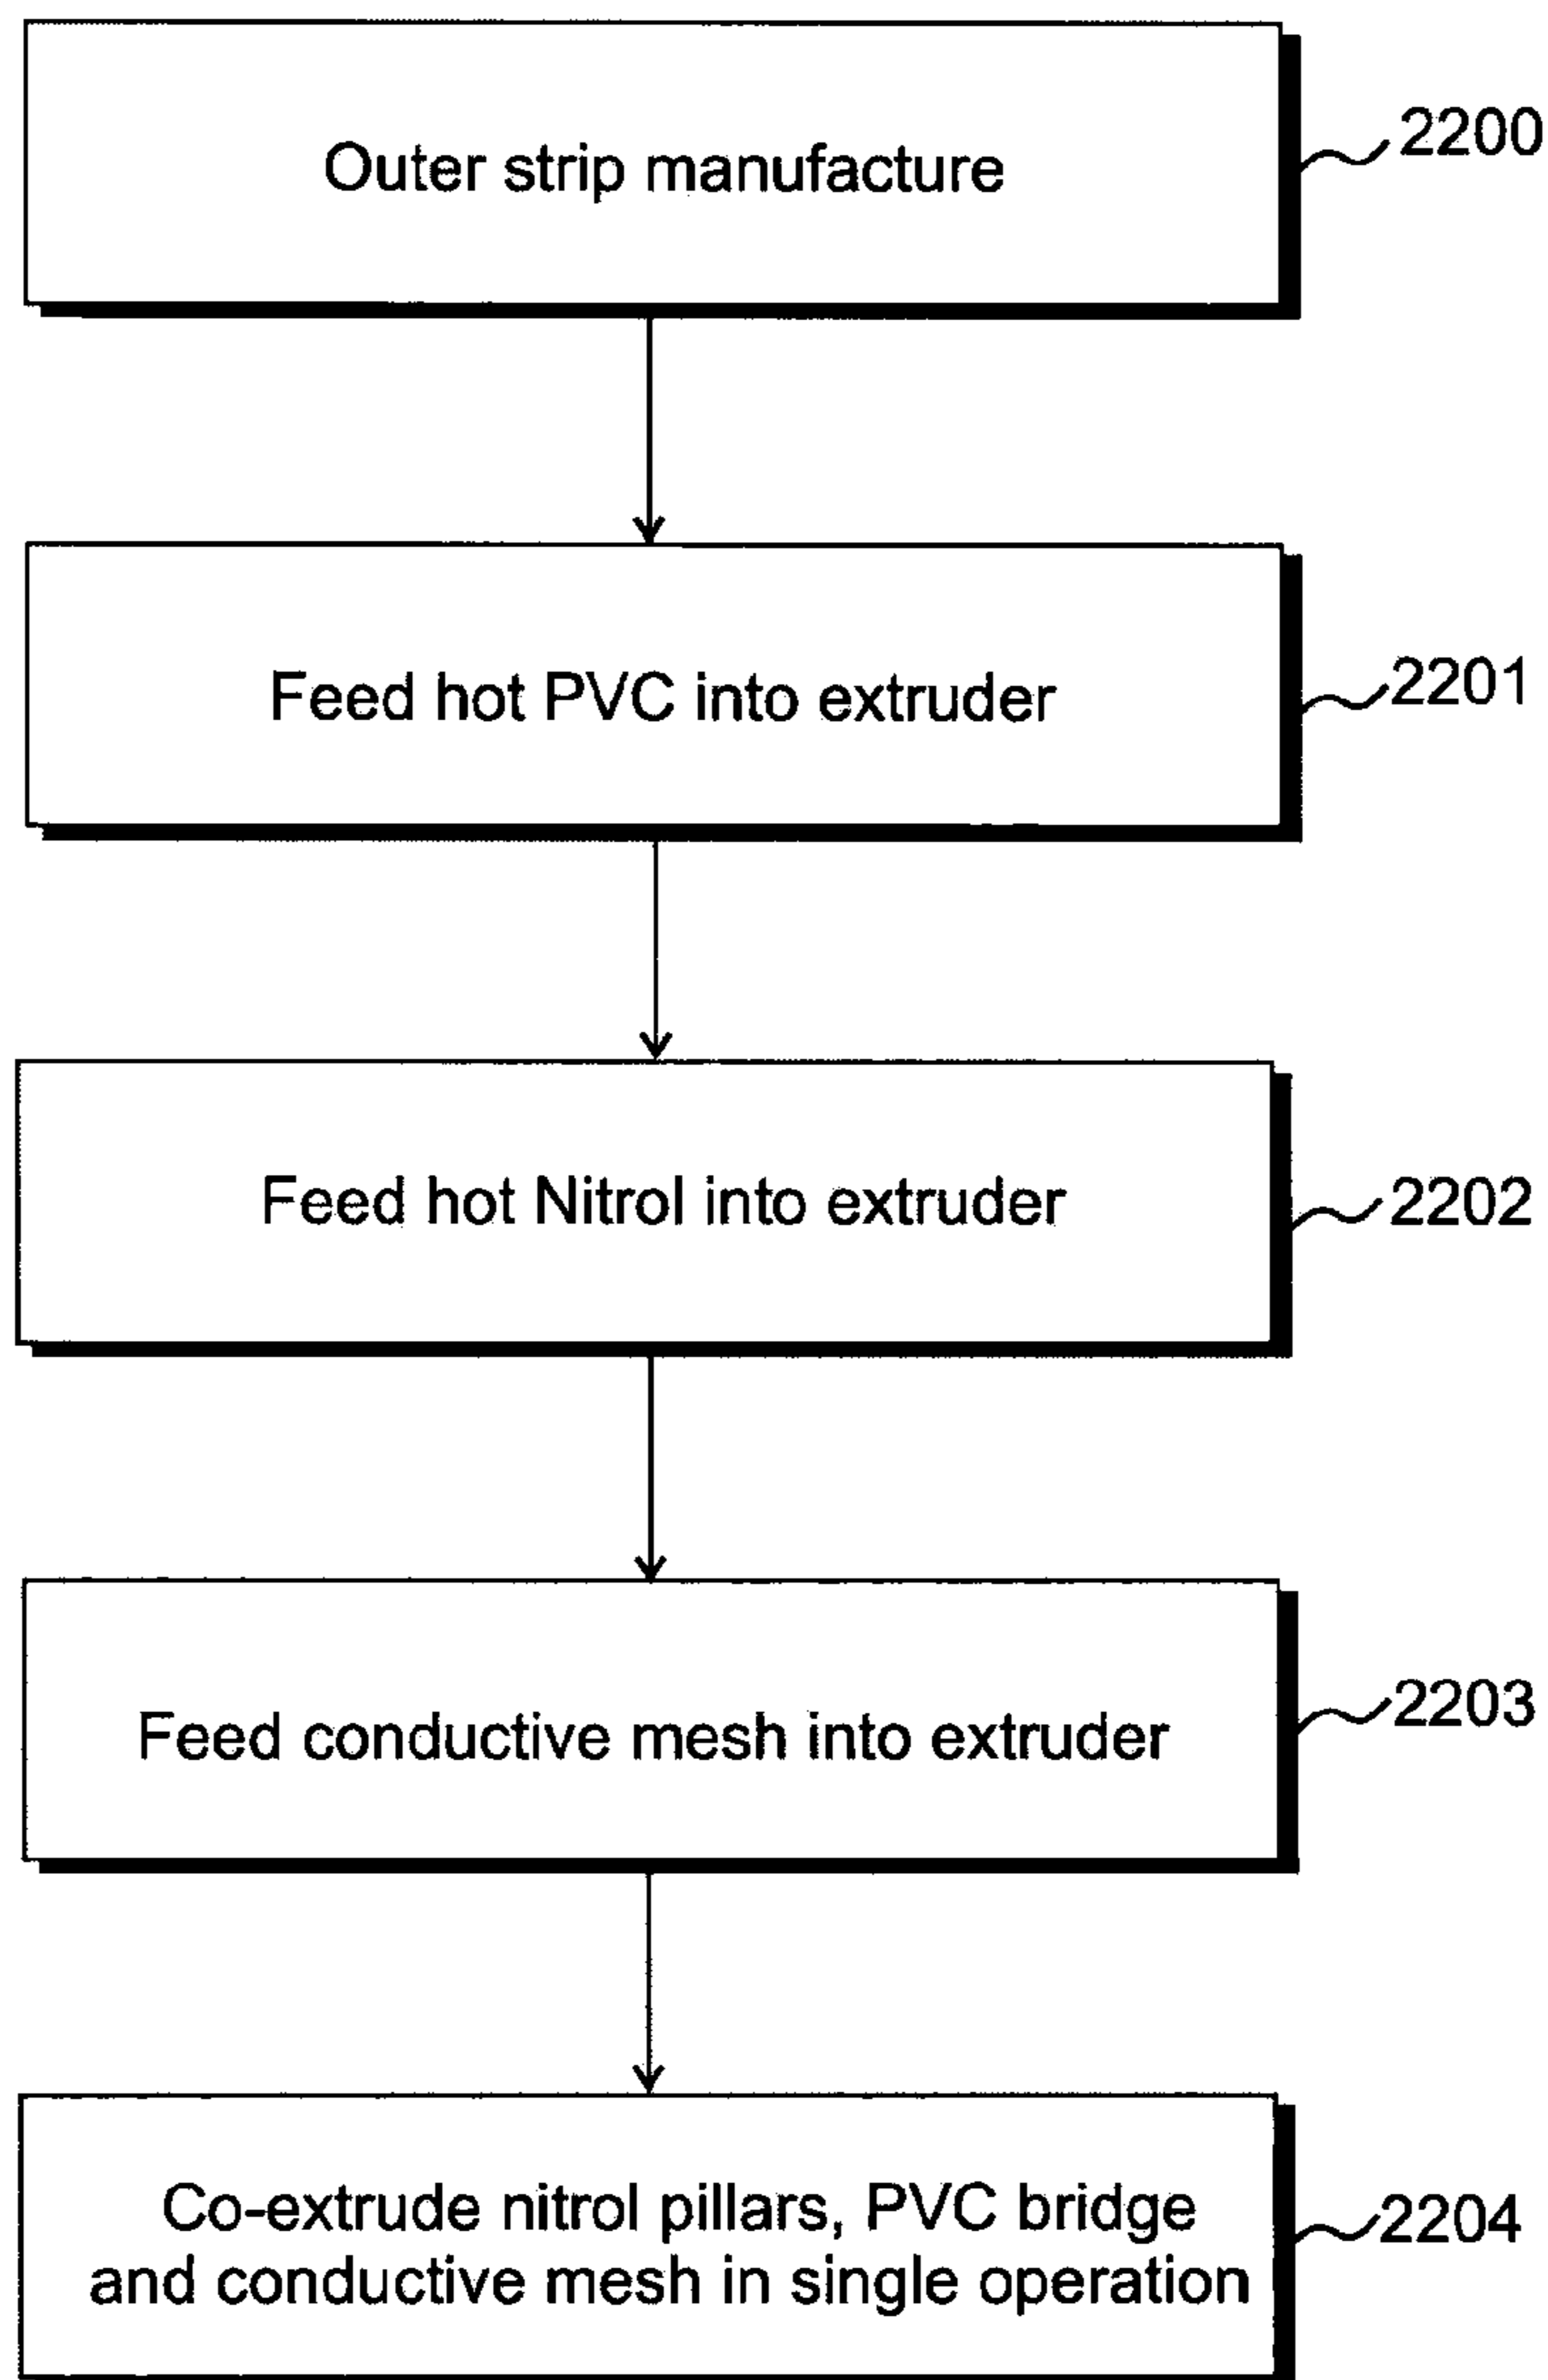 Outer strip manufacture
2200
Feed hot PVC into extruder
2201
Feed hot Nitrol into extruder
2202
Feed conductive mesh into extruder
2203
Co-extrude nitrol pillars, PVC bridge
and conductive mesh in single operation
2204